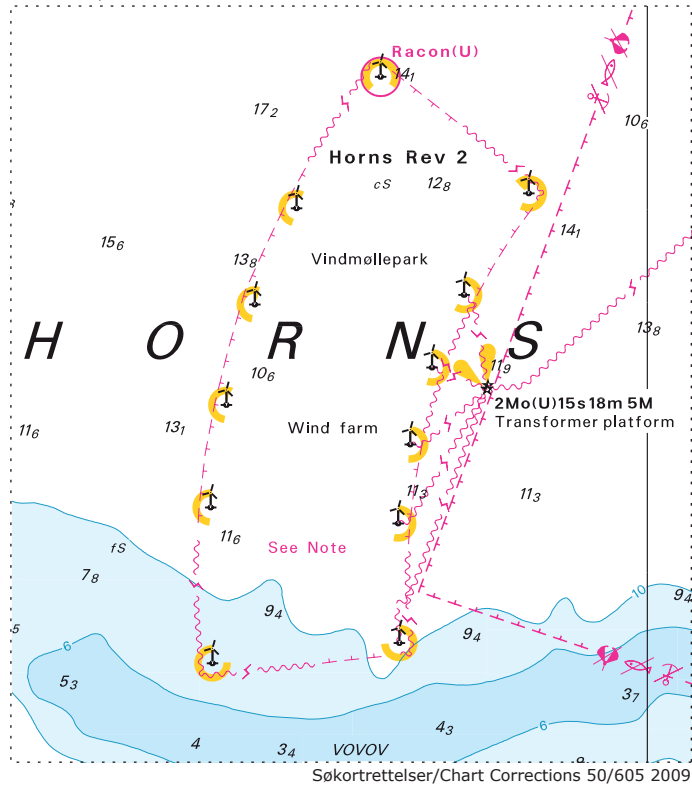 Racon(U)
14₁
17₂
10₆
Horns Rev 2
cS
12₈
14₁
15₆
13₈
Vindmøllepark
13₈
H O R N S
11₉
10₆
2Mo(U)15s18m 5M
Transformer platform
11₆
13₁
Wind farm
11₃
11₃
11₆
fS
See Note
7₈
9₄
10
9₄
9₄
5
6
5₃
3₇
4₃
6
4
3₄
VOVOV
Søkortrettelser/Chart Corrections 50/605 2009